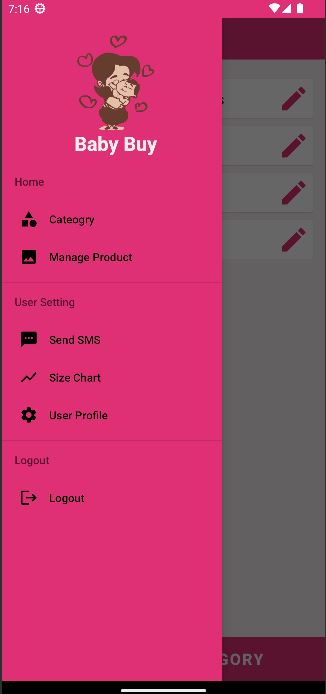 7:16
Baby Buy
Home
Cateogry
Manage Product
User Setting
Send SMS
Size Chart
User Profile
Logout
Logout
GORY